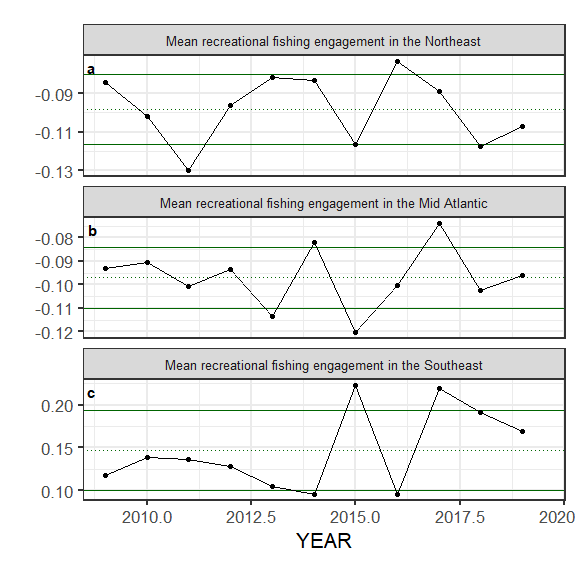 Mean recreational fishing engagement in the Northeast
a
-0.09
-0.11
-0.13
Mean recreational fishing engagement in the Mid Atlantic
b
-0.08
-0.09
-0.10
-0.11
-0.12
Mean recreational fishing engagement in the Southeast
c
0.20
0.15
0.10
2010.0 2012.5 2015.0 2017.5 2020
YEAR